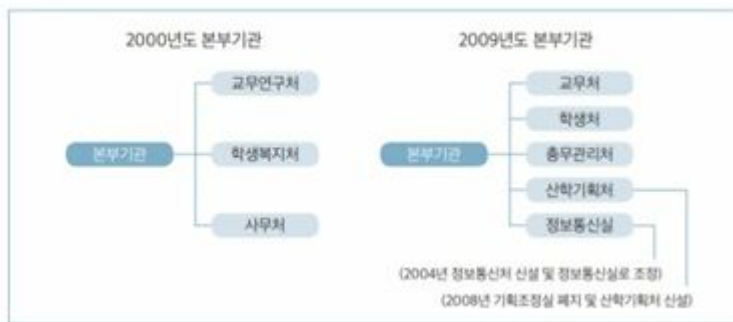 2000년도 본부기관
교무연구처
본부기관
학생복지처
사무처
2009년도 본부기관
교무처
학생처
본부기관
총무관리처
산학기획처
정보통신실
(2004년 정보통신처 신설 및 정보통신실로 조정)
(2008년 기획조정실 폐지 및 산학기획처 신설)